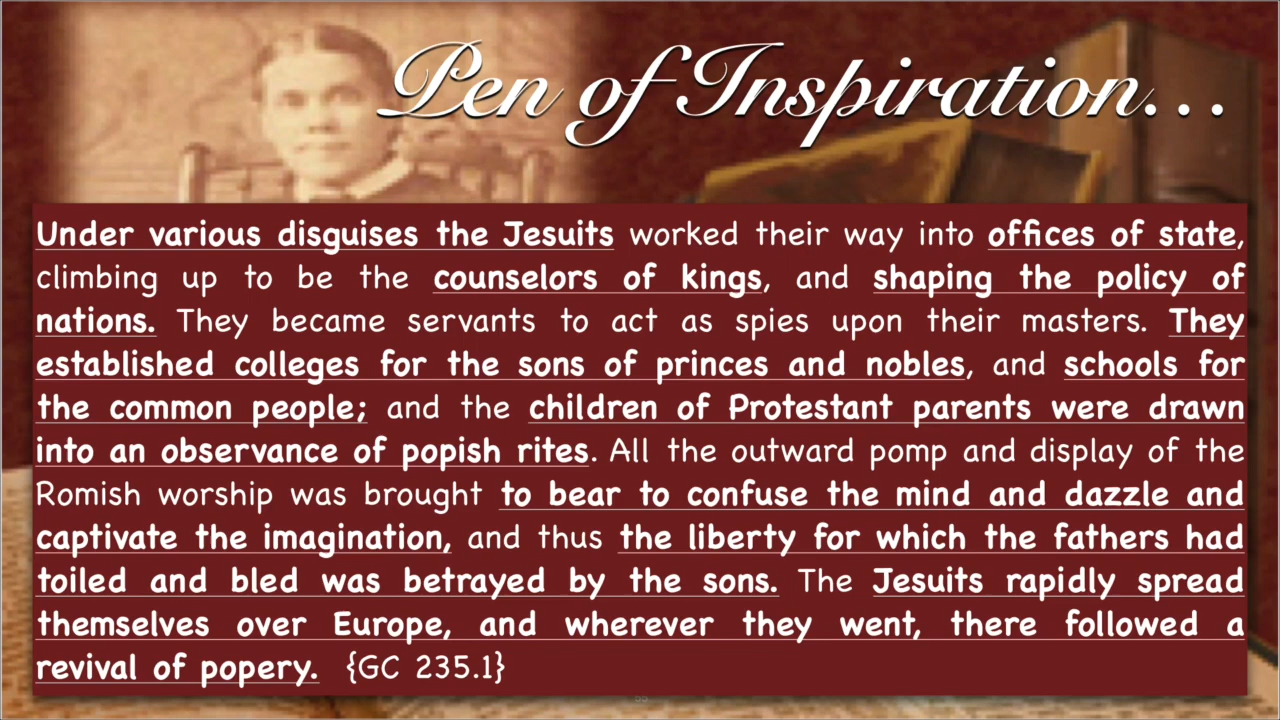 Pen of Inspiration...
Under various disguises the Jesuits worked their way into offices of state,
climbing up to be the counselors of kings, and shaping the policy of
nations. They became servants to act as spies upon their masters. They
established colleges for the sons of princes and nobles, and schools for
the common people; and the children of Protestant parents were drawn
into an observance of popish rites. All the outward pomp and display of the
Romish worship was brought to bear to confuse the mind and dazzle and
captivate the imagination, and thus the liberty for which the fathers had
toiled and bled was betrayed by the sons. The Jesuits rapidly spread
themselves over Europe, and wherever they went, there followed a
revival of popery. {GC 235.1}